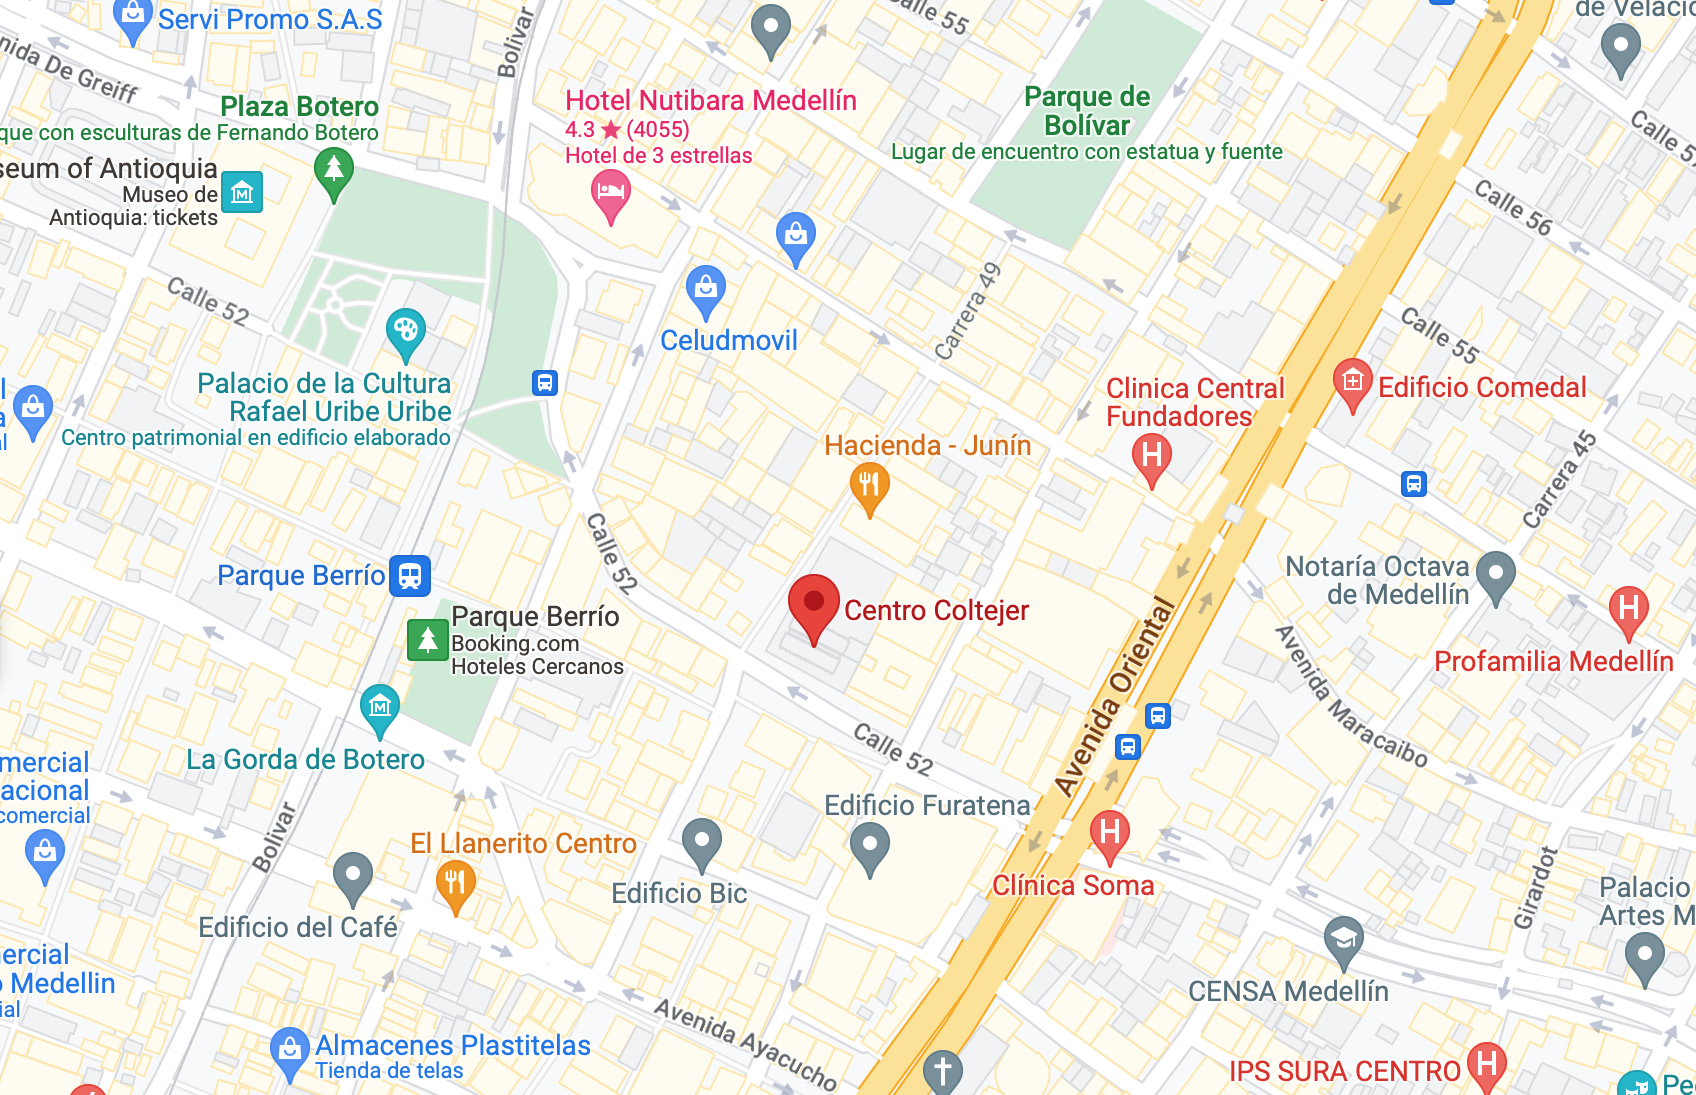 Servi Promo S.A.S
Bolivar
Calle 55
de Velació
nida De Greiff
Plaza Botero
que con esculturas de Fernando Botero
seum of Antioquia
Museo de
Antioquia: tickets
Hotel Nutibara Medellín
4.3 ★ (4055)
Hotel de 3 estrellas
Parque de
Bolívar
Lugar de encuentro con estatua y fuente
Calle 57
Calle 56
Calle 52
Carrera 49
Celudmovil
Calle 55
Palacio de la Cultura
Rafael Uribe Uribe
Centro patrimonial en edificio elaborado
Clinica Central
Fundadores
Edificio Comedal
Hacienda - Junín
Carrera 45
Calle 52
Parque Berrío
Parque Berrío
Booking.com
Hoteles Cercanos
Centro Coltejer
Notaría Octava
de Medellín
Avenida Oriental
Profamilia Medellín
Avenida Maracaibo
La Gorda de Botero
Calle 52
mercial
acional
comercial
Edificio Furatena
Bolivar
El Llanerito Centro
Edificio Bic
Clínica Soma
Girardot
Palacio
Artes M
Edificio del Café
ercial
o Medellin
ial
CENSA Medellín
Avenida Ayacucho
Almacenes Plastitelas
Tienda de telas
IPS SURA CENTRO
Pe